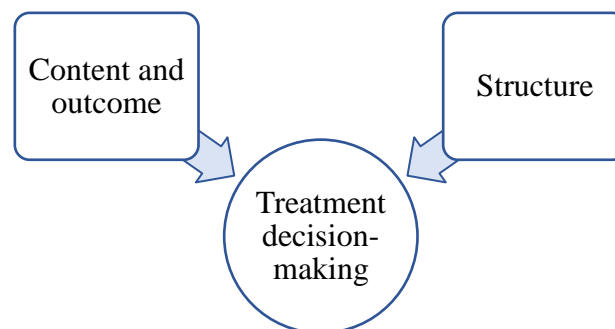 Content and
outcome
Structure
Treatment
decision-
making